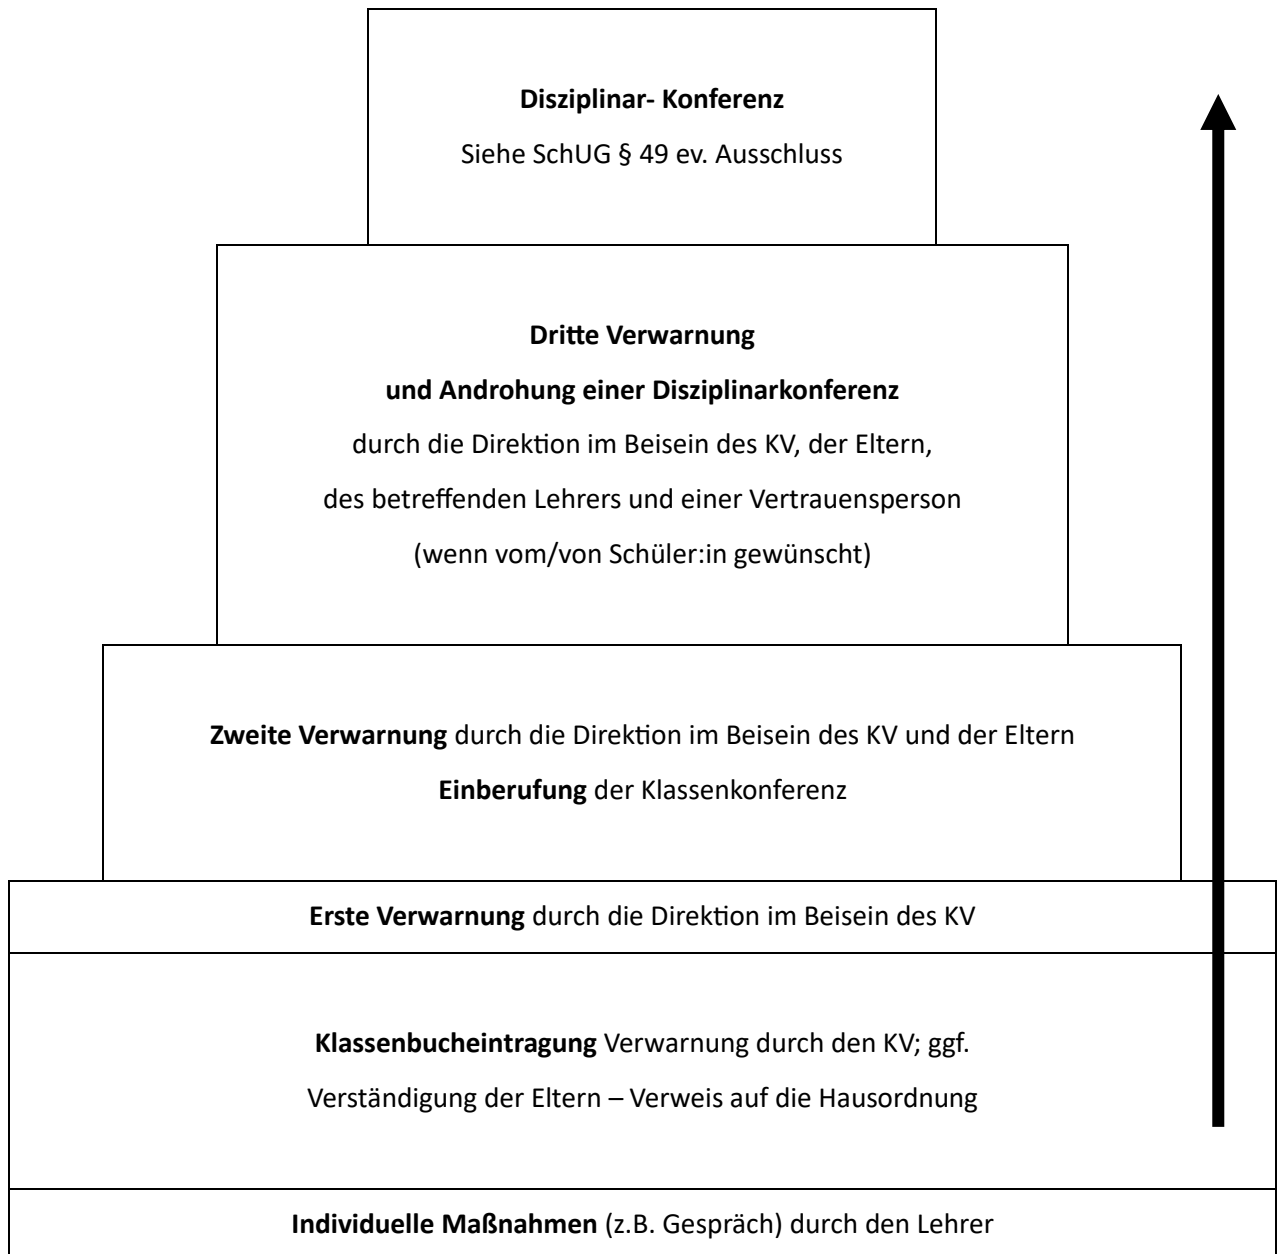 Disziplinar- Konferenz
Siehe SchUG § 49 ev. Ausschluss
Dritte Verwarnung
und Androhung einer Disziplinarkonferenz
durch die Direktion im Beisein des KV, der Eltern,
des betreffenden Lehrers und einer Vertrauensperson
(wenn vom/von Schüler:in gewünscht)
Zweite Verwarnung durch die Direktion im Beisein des KV und der Eltern
Einberufung der Klassenkonferenz
Erste Verwarnung durch die Direktion im Beisein des KV
Klassenbucheintragung Verwarnung durch den KV; ggf.
Verständigung der Eltern – Verweis auf die Hausordnung
Individuelle Maßnahmen (z.B. Gespräch) durch den Lehrer